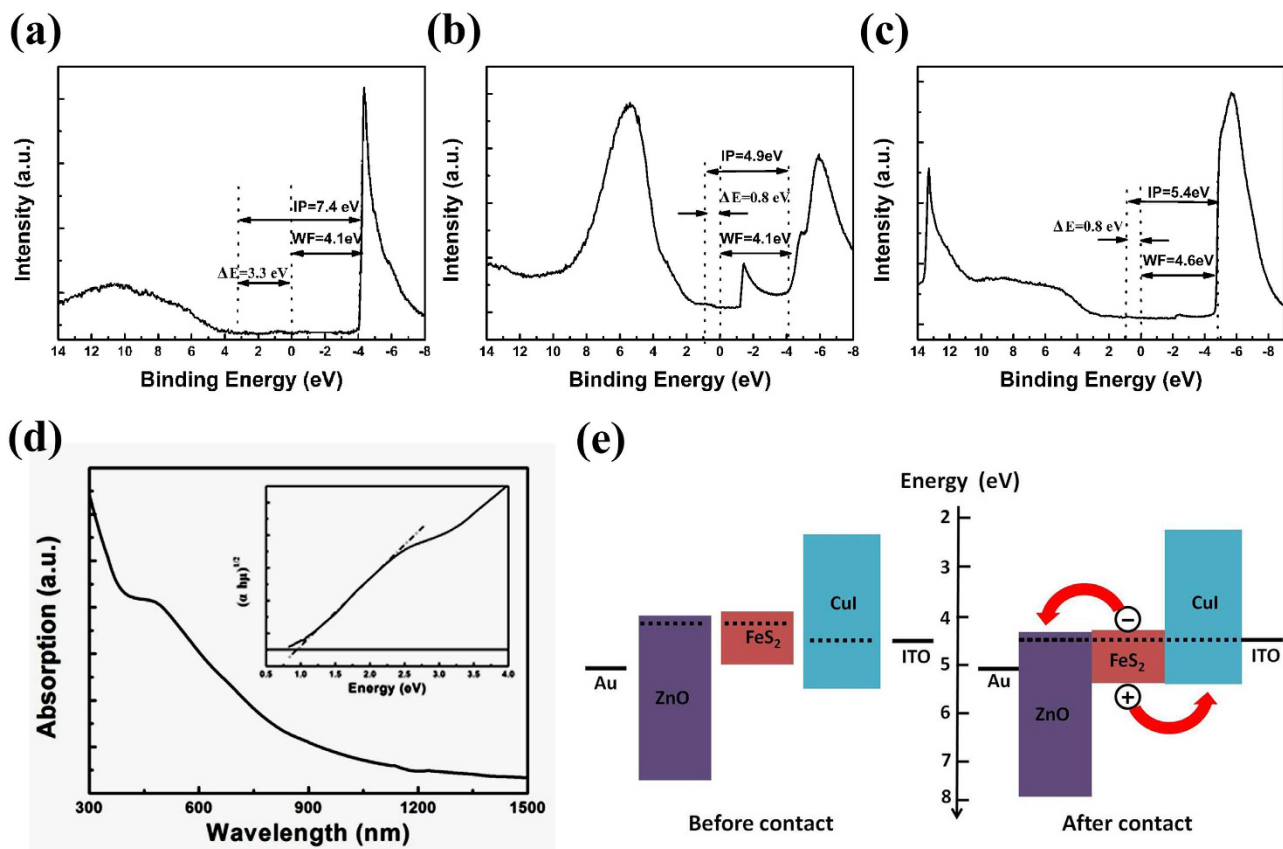 (a)
Intensity (a.u.)
IP=7.4 eV
WF=4.1eV
ΔE=3.3 eV
14 12 10 8 6 4 2 0 -2 -4 -6 -8
Binding Energy (eV)
(b)
Intensity (a.u.)
IP=4.9eV
ΔE=0.8 eV
WF=4.1eV
14 12 10 8 6 4 2 0 -2 -4 -6 -8
Binding Energy (eV)
(c)
Intensity (a.u.)
IP=5.4eV
ΔE=0.8 eV
WF=4.6eV
14 12 10 8 6 4 2 0 -2 -4 -6 -8
Binding Energy (eV)
(d)
Absorption (a.u.)
(α hμ)1/2
0.5 1.0 1.5 2.0 2.5 3.0 3.5 4.0
Energy (eV)
300 600 900 1200 1500
Wavelength (nm)
(e)
Au
ZnO
FeS2
CuI
ITO
Before contact
Energy (eV)
2
3
4
5
6
7
8
Au
ZnO
−
FeS2
+
CuI
ITO
After contact